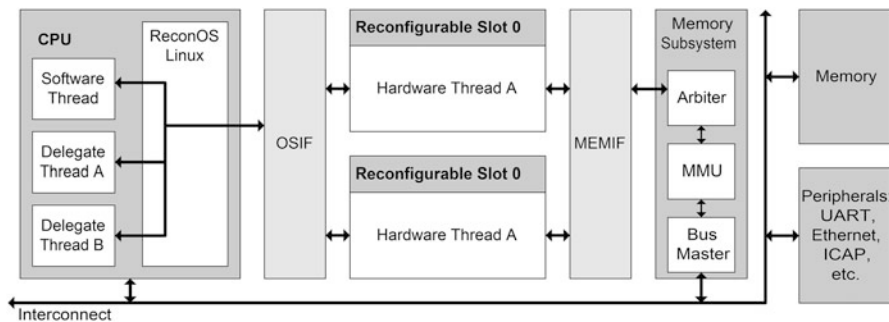 CPU
ReconOS
Linux
Software
Thread
Delegate
Thread A
Delegate
Thread B
OSIF
Reconfigurable Slot 0
Hardware Thread A
Reconfigurable Slot 0
Hardware Thread A
MEMIF
Memory
Subsystem
Arbiter
MMU
Bus
Master
Memory
Peripherals:
UART,
Ethernet,
ICAP,
etc.
Interconnect